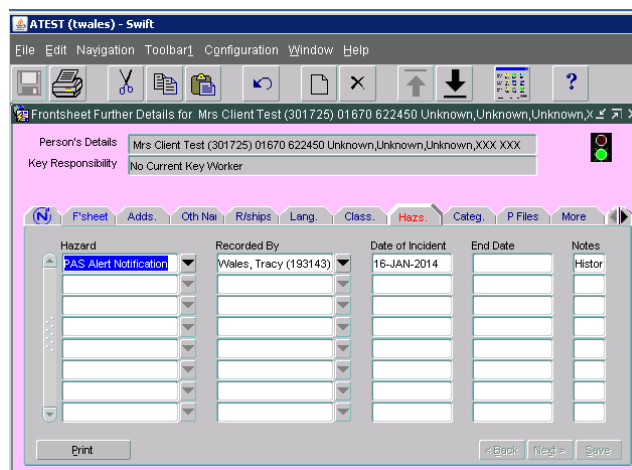 ATEST (twales) - Swift
File Edit Navigation Toolbar1 Configuration Window Help
?
Frontsheet Further Details for Mrs Client Test (301725) 01670 622450 Unknown,Unknown,Unknown,X
Person's Details Mrs Client Test (301725) 01670 622450 Unknown,Unknown,Unknown,XXX XXX
Key Responsibility No Current Key Worker
N F'sheet Adds. Oth Nai R/ships Lang. Class. Hazs. Categ. P Files More
Hazard Recorded By Date of Incident End Date Notes
PAS Alert Notification Wales, Tracy (193143) 16-JAN-2014 Histor
Print < Back Next > Save